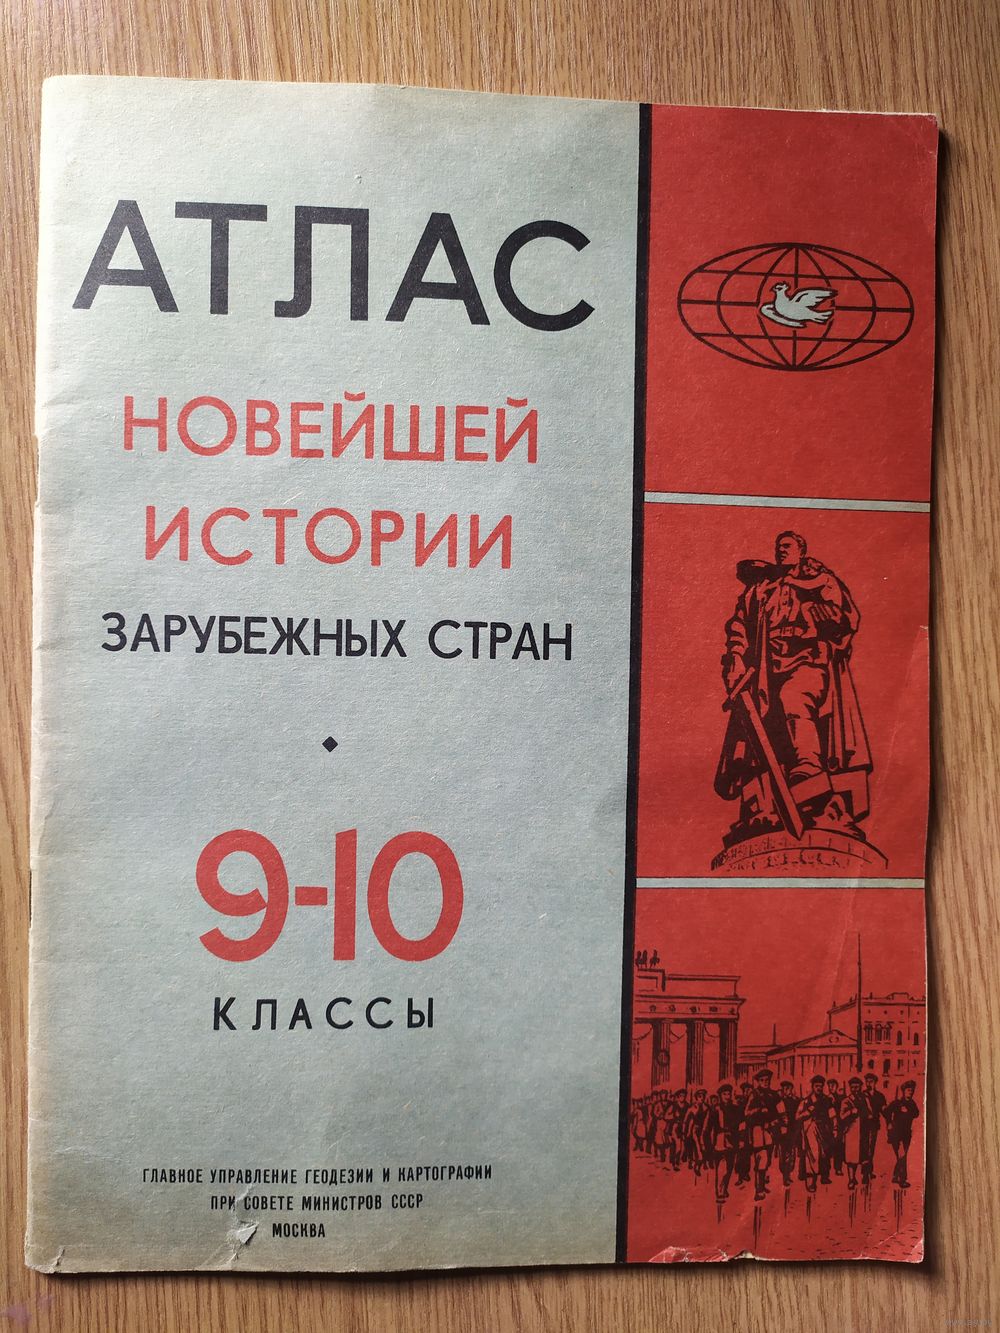 АТЛАС
НОВЕЙШЕЙ
ИСТОРИИ
ЗАРУБЕЖНЫХ СТРАН
9-10
КЛАССЫ
ГЛАВНОЕ УПРАВЛЕНИЕ ГЕОДЕЗИИ И КАРТОГРАФИИ
ПРИ СОВЕТЕ МИНИСТРОВ СССР
МОСКВА